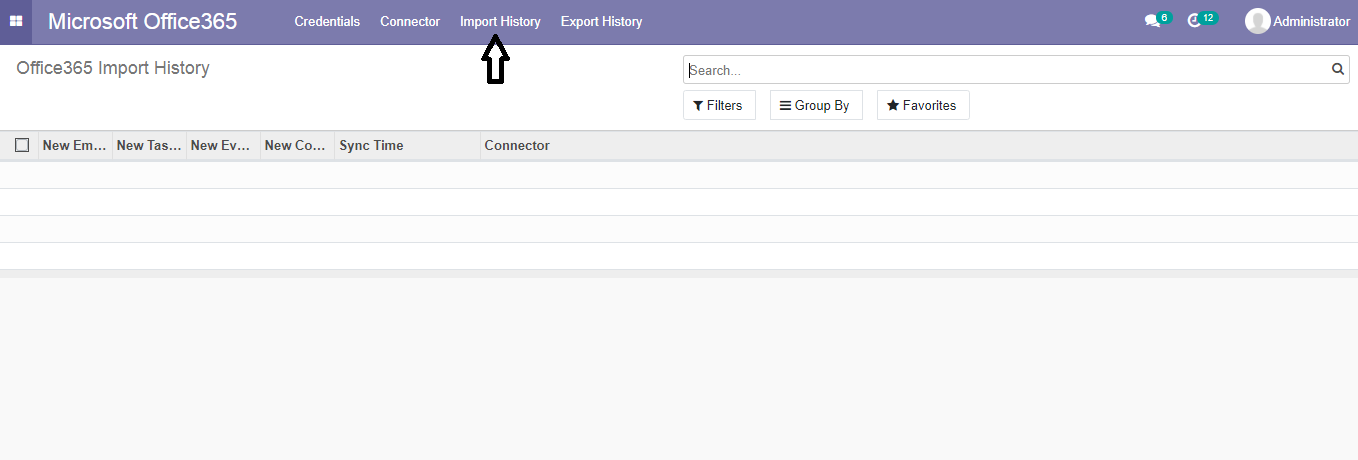 Microsoft Office365 Credentials Connector Import History Export History 6 12 Administrator
Office365 Import History
Search...
Filters Group By Favorites
New Em... New Tas... New Ev... New Co... Sync Time Connector